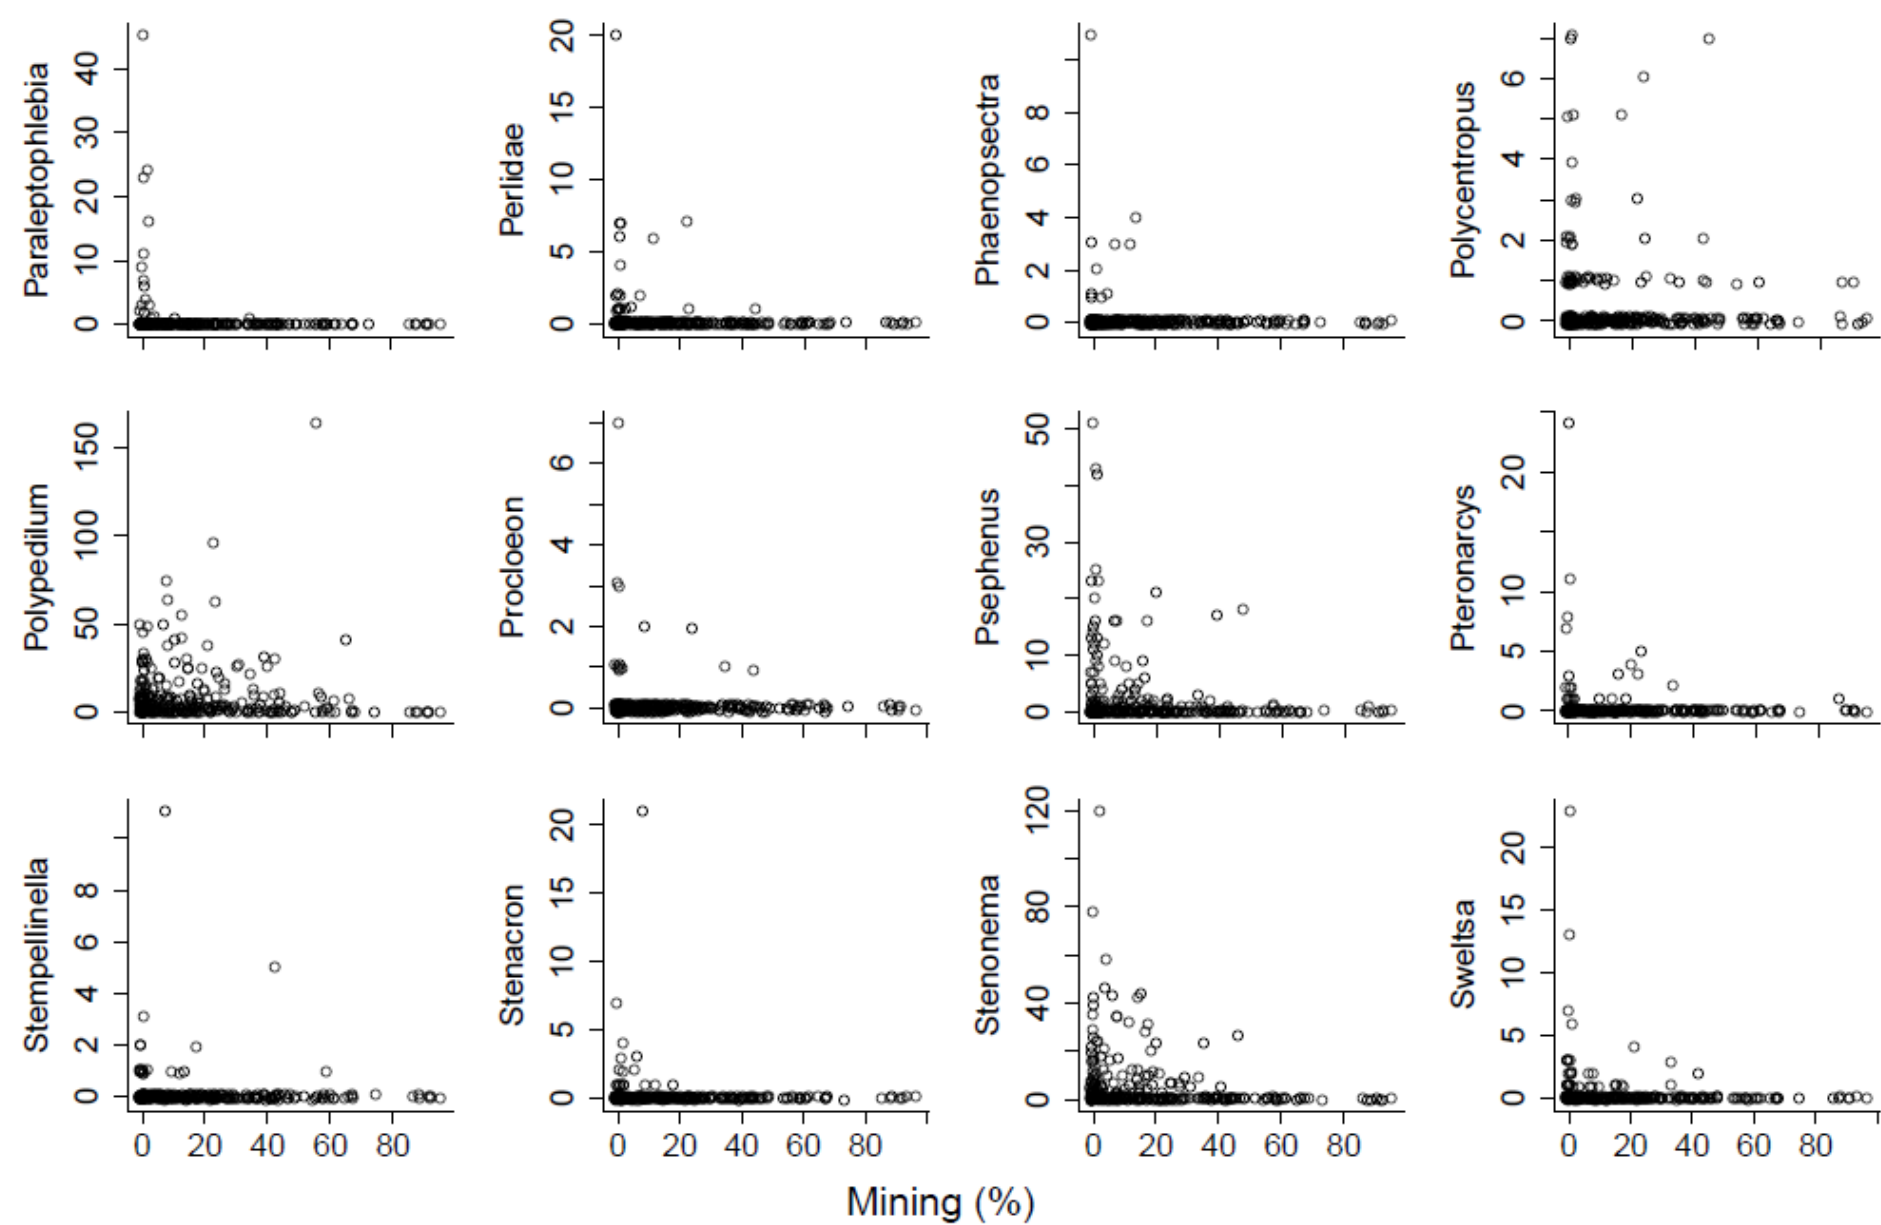 Paraleptophlebia
0 10 20 30 40
Perlidae
0 5 10 15 20
Phaenopsectra
0 2 4 6 8
Polycentropus
0 2 4 6
Polypedilum
0 50 100 150
Procloeon
0 2 4 6
Psephenus
0 10 30 50
Pteronarcys
0 5 10 20
Stempellinella
0 2 4 6 8
Stenacron
0 5 10 15 20
Stenonema
0 40 80 120
Sweltsa
0 5 10 15 20
0 20 40 60 80
0 20 40 60 80
0 20 40 60 80
0 20 40 60 80
Mining (%)